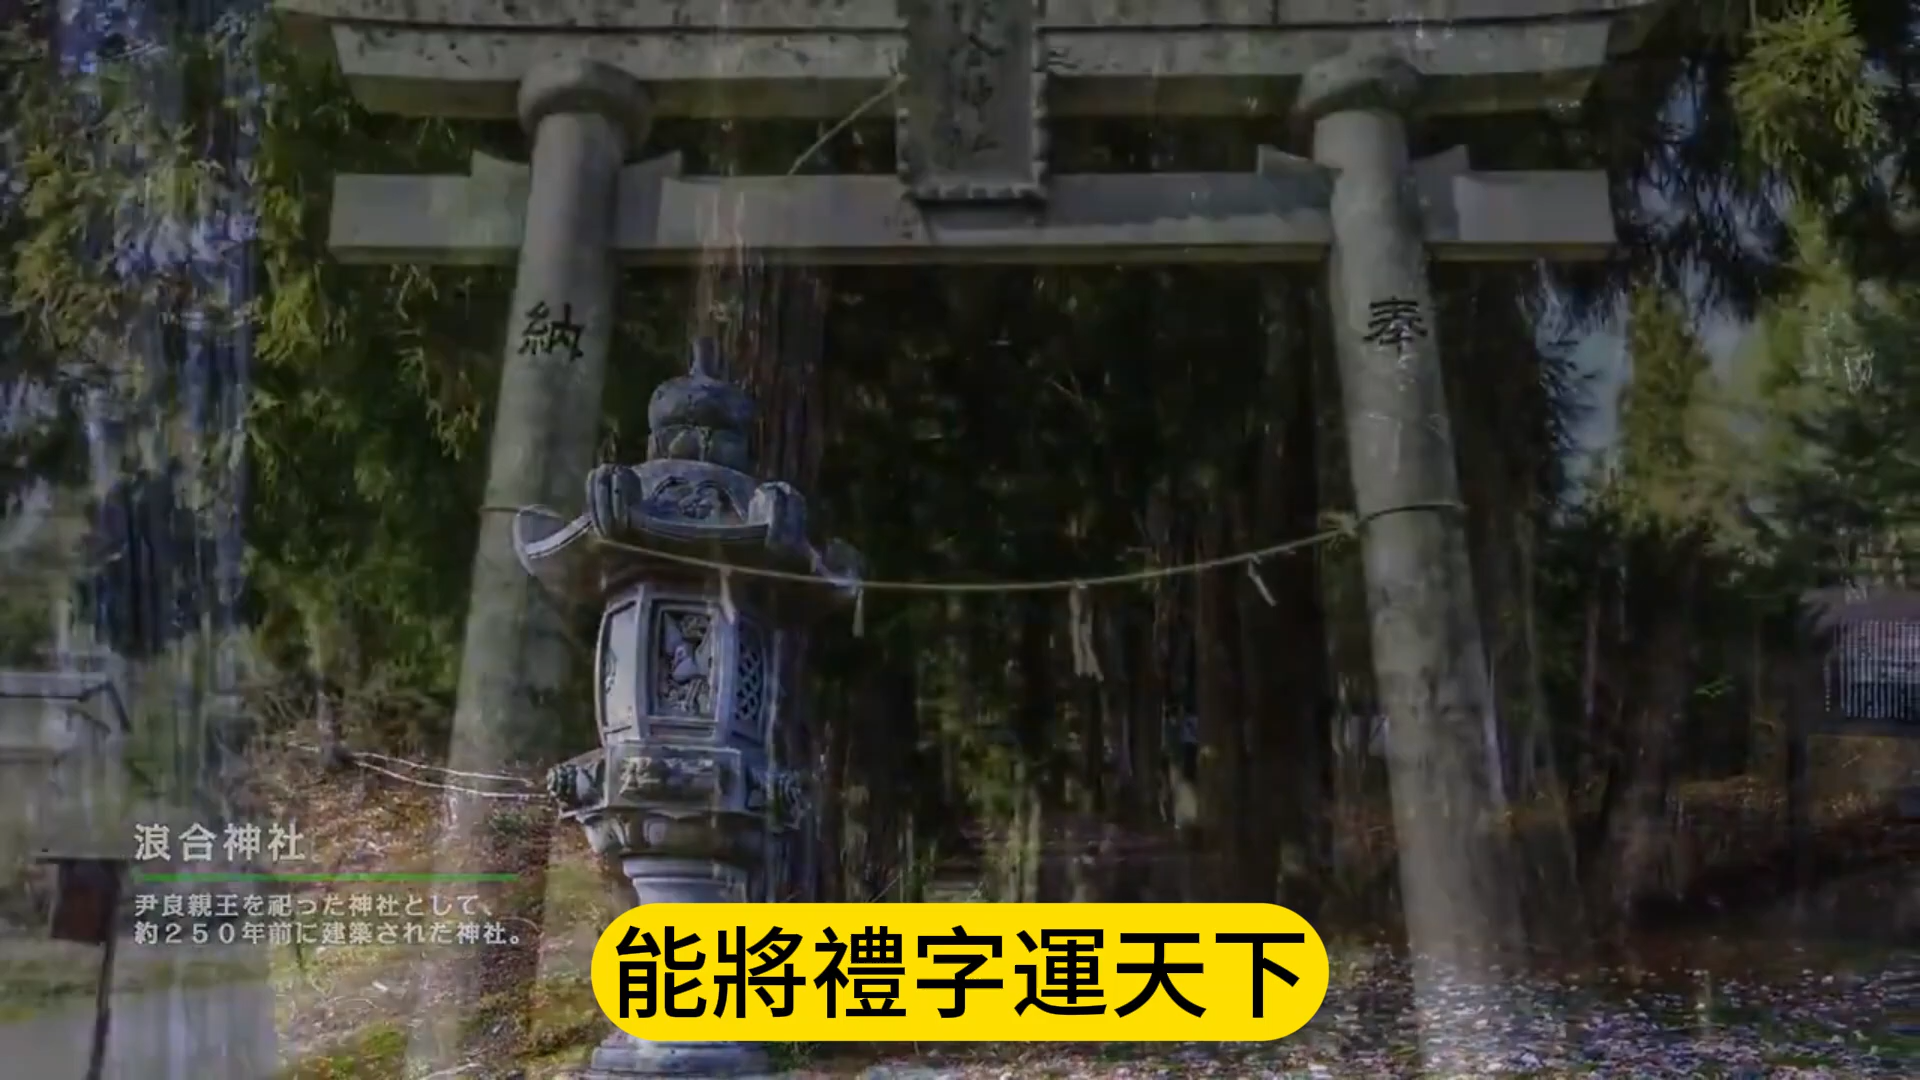 納
奉
浪合神社
尹良親王を祀った神社として、
約２５０年前に建築された神社。
能將禮字運天下